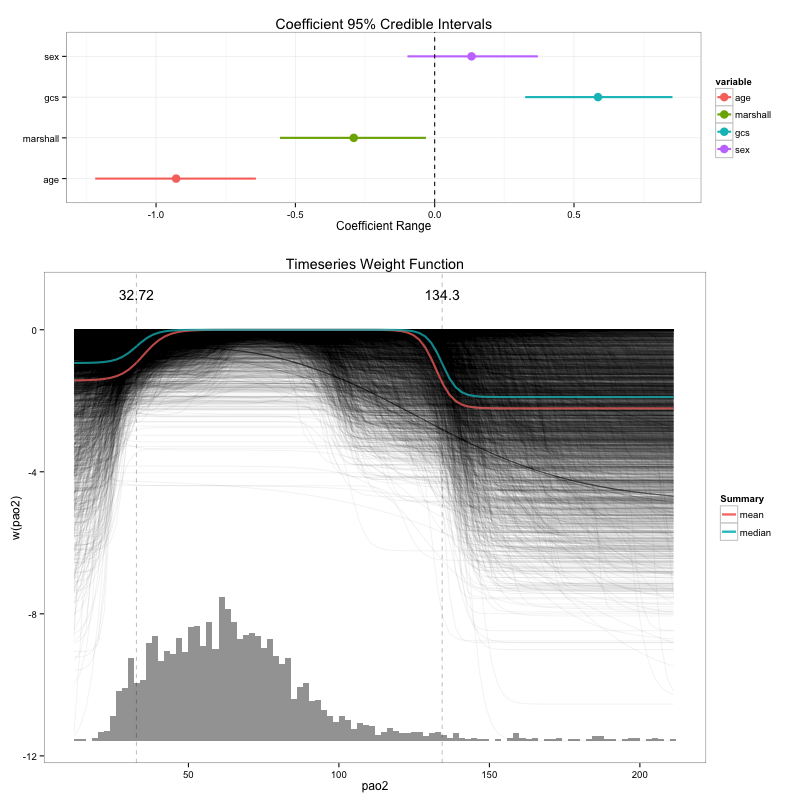 Coefficient 95% Credible Intervals
sex
gcs
marshall
age
-1.0 -0.5 0.0 0.5
Coefficient Range
variable
age
marshall
gcs
sex
Timeseries Weight Function
32.72 134.3
0
-4
-8
-12
w(pao2)
50 100 150 200
pao2
Summary
mean
median